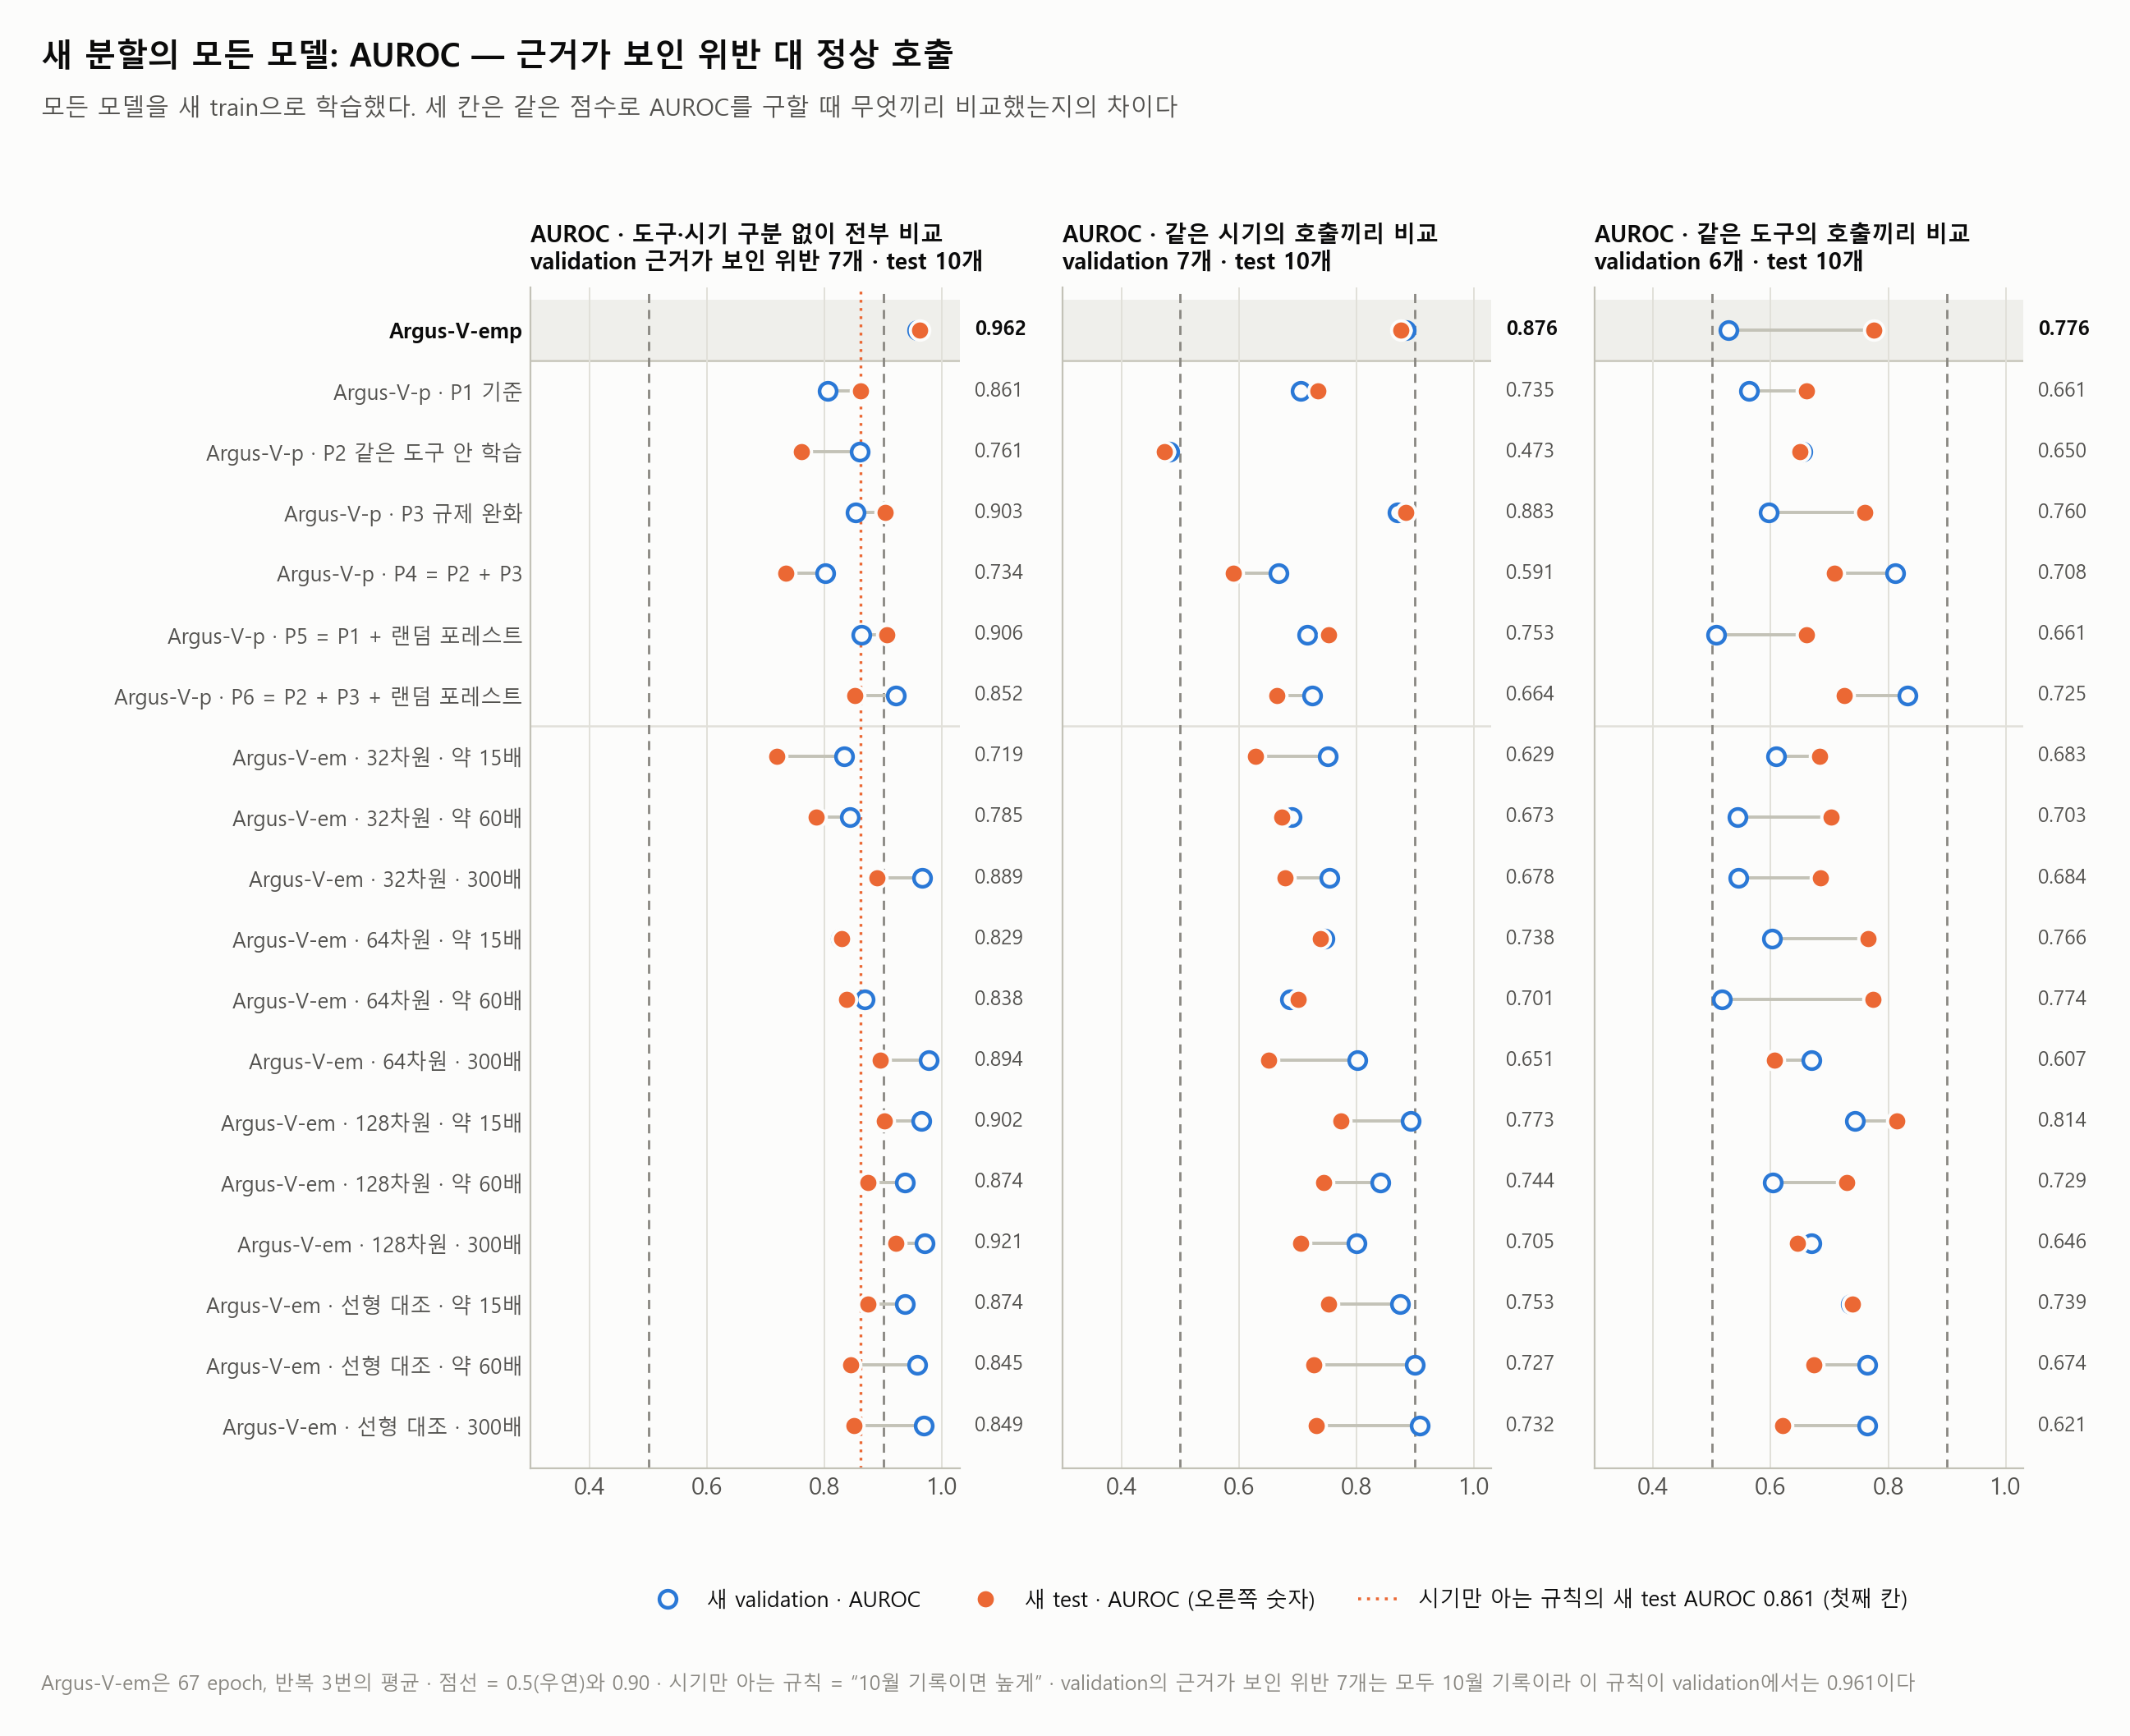 새 분할의 모든 모델: AUROC — 근거가 보인 위반 대 정상 호출
모든 모델을 새 train으로 학습했다. 세 칸은 같은 점수로 AUROC를 구할 때 무엇끼리 비교했는지의 차이다
AUROC · 도구·시기 구분 없이 전부 비교
validation 근거가 보인 위반 7개 · test 10개
AUROC · 같은 시기의 호출끼리 비교
validation 7개 · test 10개
AUROC · 같은 도구의 호출끼리 비교
validation 6개 · test 10개
Argus-V-emp 0.962 0.876 0.776
Argus-V-p · P1 기준 0.861 0.735 0.661
Argus-V-p · P2 같은 도구 안 학습 0.761 0.473 0.650
Argus-V-p · P3 규제 완화 0.903 0.883 0.760
Argus-V-p · P4 = P2 + P3 0.734 0.591 0.708
Argus-V-p · P5 = P1 + 랜덤 포레스트 0.906 0.753 0.661
Argus-V-p · P6 = P2 + P3 + 랜덤 포레스트 0.852 0.664 0.725
Argus-V-em · 32차원 · 약 15배 0.719 0.629 0.683
Argus-V-em · 32차원 · 약 60배 0.785 0.673 0.703
Argus-V-em · 32차원 · 300배 0.889 0.678 0.684
Argus-V-em · 64차원 · 약 15배 0.829 0.738 0.766
Argus-V-em · 64차원 · 약 60배 0.838 0.701 0.774
Argus-V-em · 64차원 · 300배 0.894 0.651 0.607
Argus-V-em · 128차원 · 약 15배 0.902 0.773 0.814
Argus-V-em · 128차원 · 약 60배 0.874 0.744 0.729
Argus-V-em · 128차원 · 300배 0.921 0.705 0.646
Argus-V-em · 선형 대조 · 약 15배 0.874 0.753 0.739
Argus-V-em · 선형 대조 · 약 60배 0.845 0.727 0.674
Argus-V-em · 선형 대조 · 300배 0.849 0.732 0.621
0.4 0.6 0.8 1.0 0.4 0.6 0.8 1.0 0.4 0.6 0.8 1.0
새 validation · AUROC 새 test · AUROC (오른쪽 숫자) 시기만 아는 규칙의 새 test AUROC 0.861 (첫째 칸)
Argus-V-em은 67 epoch, 반복 3번의 평균 · 점선 = 0.5(우연)와 0.90 · 시기만 아는 규칙 = “10월 기록이면 높게” · validation의 근거가 보인 위반 7개는 모두 10월 기록이라 이 규칙이 validation에서는 0.961이다